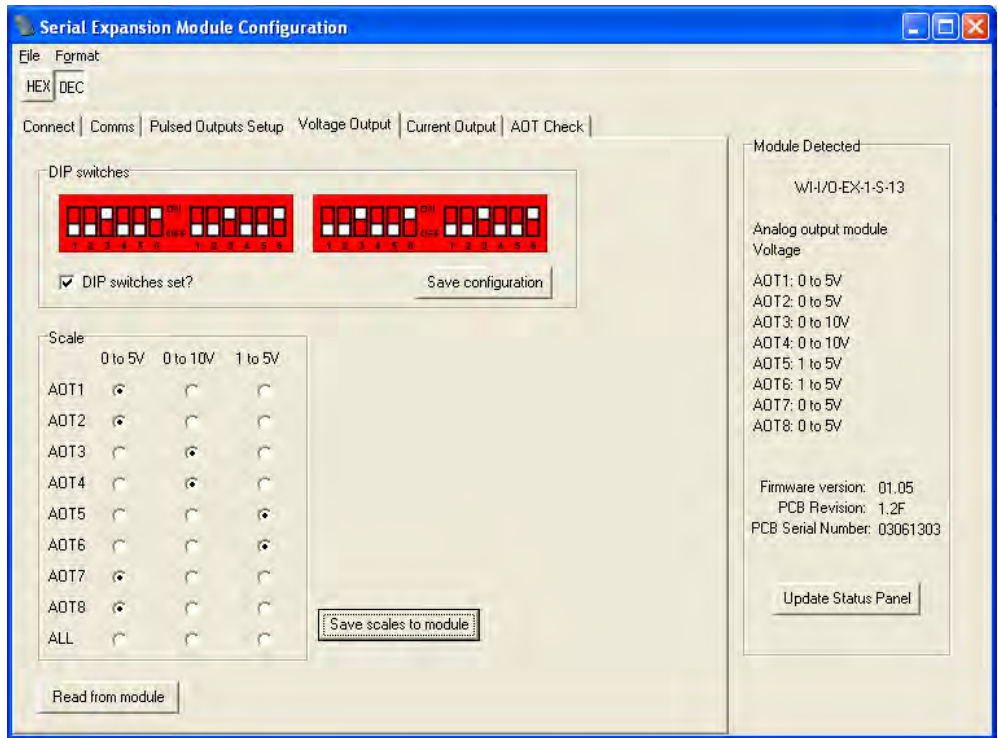 Serial Expansion Module Configuration
File Format
HEX DEC
Connect Comms Pulsed Outputs Setup Voltage Output Current Output AOT Check
DIP switches
ON ON
OFF OFF
1 2 3 4 5 6 1 2 3 4 5 6 1 2 3 4 5 6 1 2 3 4 5 6
DIP switches set? Save configuration
Scale
0 to 5V 0 to 10V 1 to 5V
AOT1
AOT2
AOT3
AOT4
AOT5
AOT6
AOT7
AOT8
ALL
Save scales to module
Read from module
Module Detected
WI-I/O-EX-1-S-13
Analog output module
Voltage
AOT1: 0 to 5V
AOT2: 0 to 5V
AOT3: 0 to 10V
AOT4: 0 to 10V
AOT5: 1 to 5V
AOT6: 1 to 5V
AOT7: 0 to 5V
AOT8: 0 to 5V
Firmware version: 01.05
PCB Revision: 1.2F
PCB Serial Number: 03061303
Update Status Panel